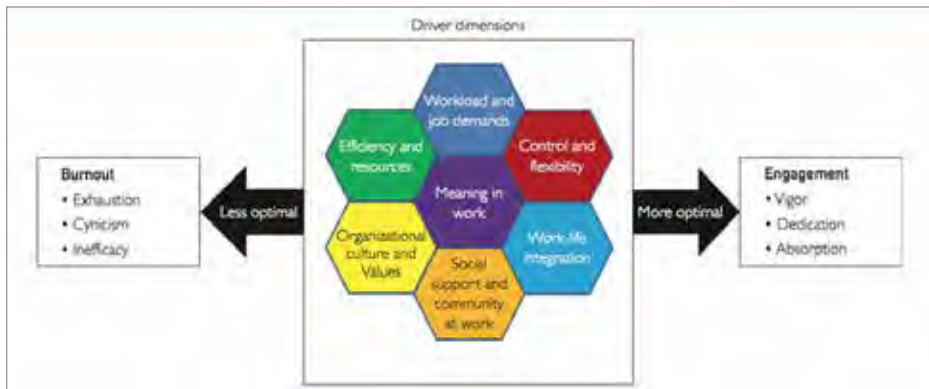 Driver dimensions
Workload and
job demands
Efficiency and
resources
Control and
flexibility
Meaning in
work
Organizational
culture and
Values
Work-life
integration
Social
support and
community
at work
Burnout
• Exhaustion
• Cynicism
• Inefficacy
Less optimal
More optimal
Engagement
• Vigor
• Dedication
• Absorption